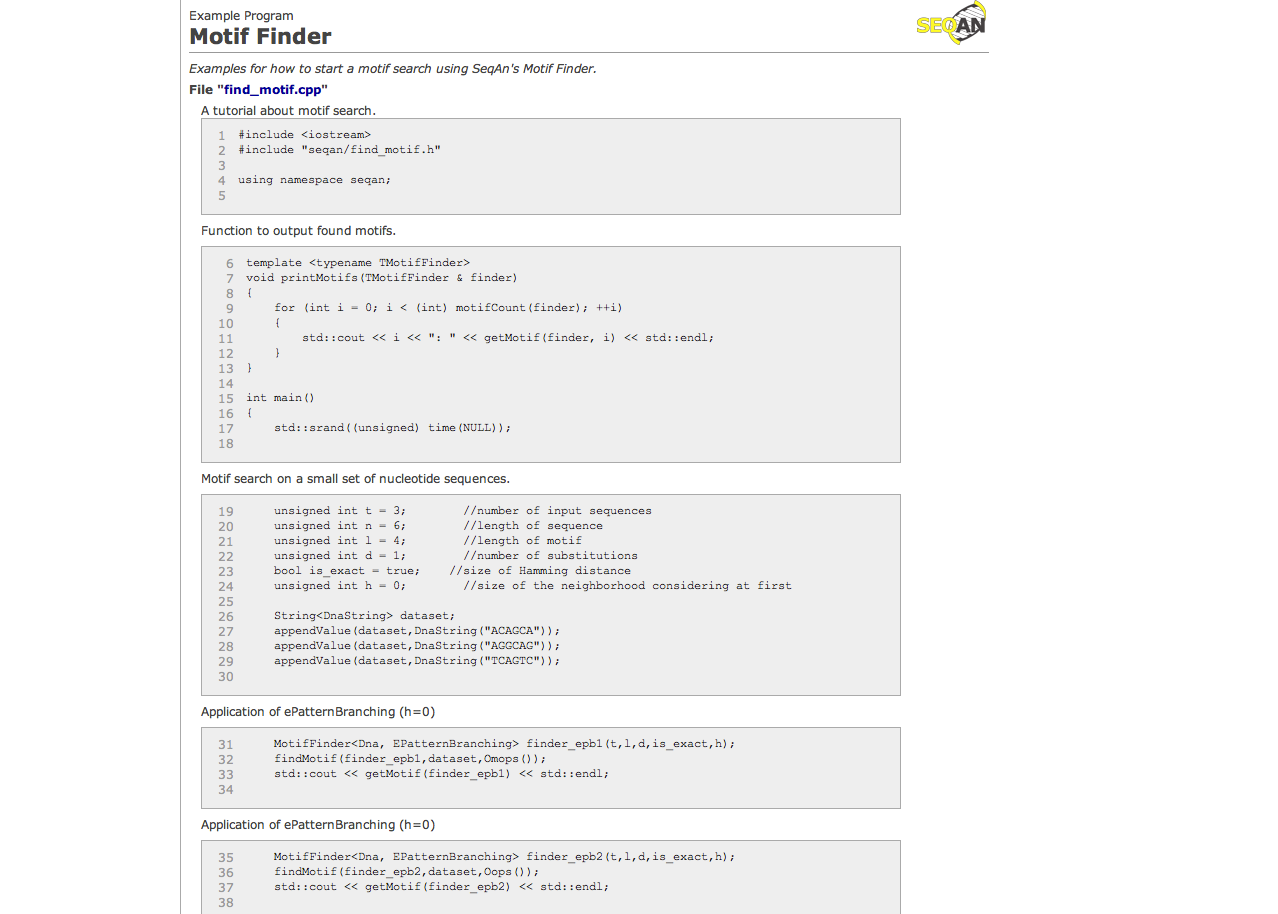 Example Program
Motif Finder
SEQAN
Examples for how to start a motif search using SeqAn's Motif Finder.
File "find_motif.cpp"
A tutorial about motif search.
1 #include <iostream>
2 #include "seqan/find_motif.h"
3
4 using namespace seqan;
5
Function to output found motifs.
6 template <typename TMotifFinder>
7 void printMotifs(TMotifFinder & finder)
8 {
9     for (int i = 0; i < (int) motifCount(finder); ++i)
10     {
11         std::cout << i << ": " << getMotif(finder, i) << std::endl;
12     }
13 }
14
15 int main()
16 {
17     std::srand((unsigned) time(NULL));
18
Motif search on a small set of nucleotide sequences.
19     unsigned int t = 3;        //number of input sequences
20     unsigned int n = 6;        //length of sequence
21     unsigned int l = 4;        //length of motif
22     unsigned int d = 1;        //number of substitutions
23     bool is_exact = true;    //size of Hamming distance
24     unsigned int h = 0;        //size of the neighborhood considering at first
25
26     String<DnaString> dataset;
27     appendValue(dataset,DnaString("ACAGCA"));
28     appendValue(dataset,DnaString("AGGCAG"));
29     appendValue(dataset,DnaString("TCAGTC"));
30
Application of ePatternBranching (h=0)
31     MotifFinder<Dna, EPatternBranching> finder_epb1(t,l,d,is_exact,h);
32     findMotif(finder_epb1,dataset,Omops());
33     std::cout << getMotif(finder_epb1) << std::endl;
34
Application of ePatternBranching (h=0)
35     MotifFinder<Dna, EPatternBranching> finder_epb2(t,l,d,is_exact,h);
36     findMotif(finder_epb2,dataset,Oops());
37     std::cout << getMotif(finder_epb2) << std::endl;
38